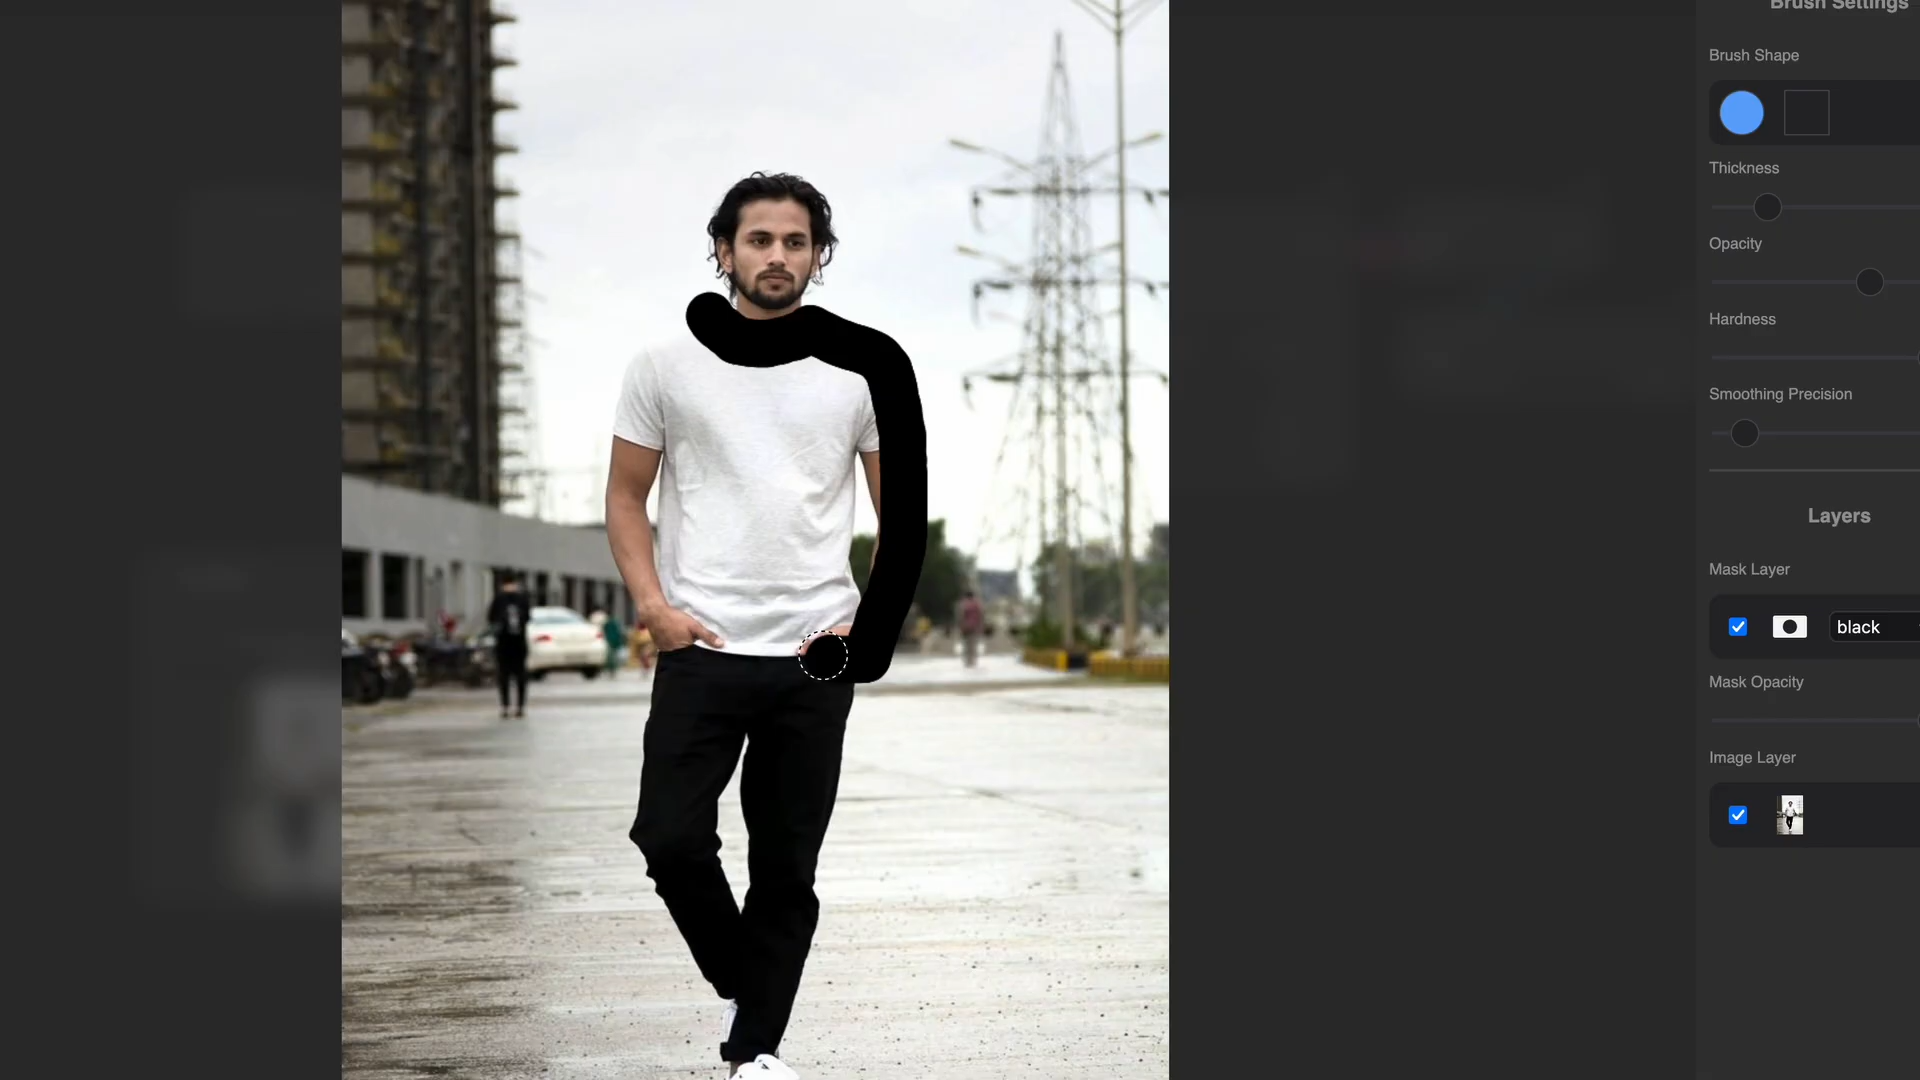 Brush Settings
Brush Shape
Thickness
Opacity
Hardness
Smoothing Precision
Layers
Mask Layer
black
Mask Opacity
Image Layer